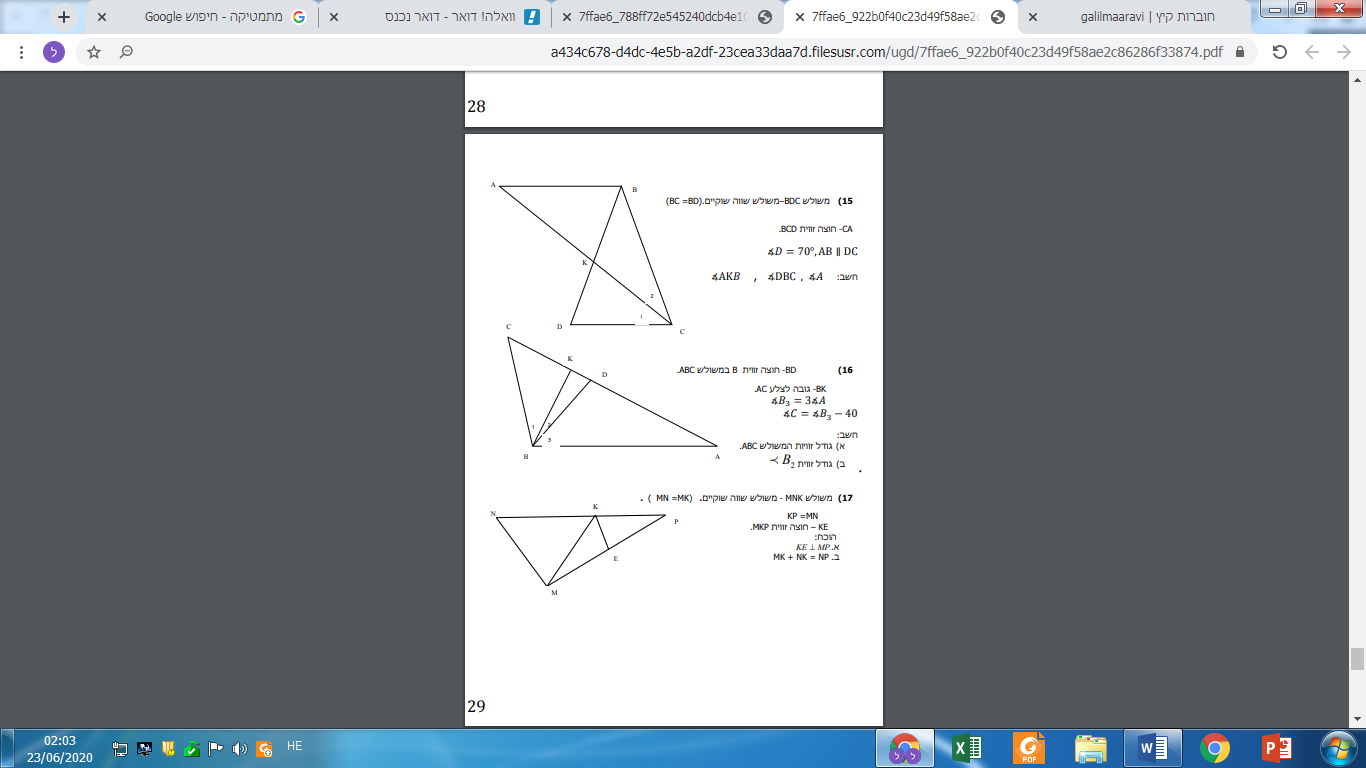 מתמטיקה - חיפוש Google
וואלה! דואר - דואר נכנס
7ffae6_788ff72e545240dcb4e10
7ffae6_922b0f40c23d49f58ae2c
חוברות קיץ | galilmaaravi
a434c678-d4dc-4e5b-a2df-23cea33daa7d.filesusr.com/ugd/7ffae6_922b0f40c23d49f58ae2c86286f33874.pdf
28
15) משולש BDC–משולש שווה שוקיים.(BC =BD)
CA- חוצה זווית BCD.
∡D = 70°, AB ∥ DC
חשב: ∡A , ∡DBC , ∡AKB
A
B
K
2
1
D
C
16) BD- חוצה זווית B במשולש ABC.
BK- גובה לצלע AC.
∡B₃ = 3∡A
∡C = ∡B₃ − 40
חשב:
א) גודל זוויות המשולש ABC.
ב) גודל זווית ≺ B₂ .
C
K
D
1
2
3
B
A
17) משולש MNK - משולש שווה שוקיים. (MN =MK ) .
KP =MN
KE – חוצה זווית MKP.
הוכח:
א. KE ⊥ MP
ב. MK + NK = NP
N
K
P
E
M
29
HE
02:03
23/06/2020